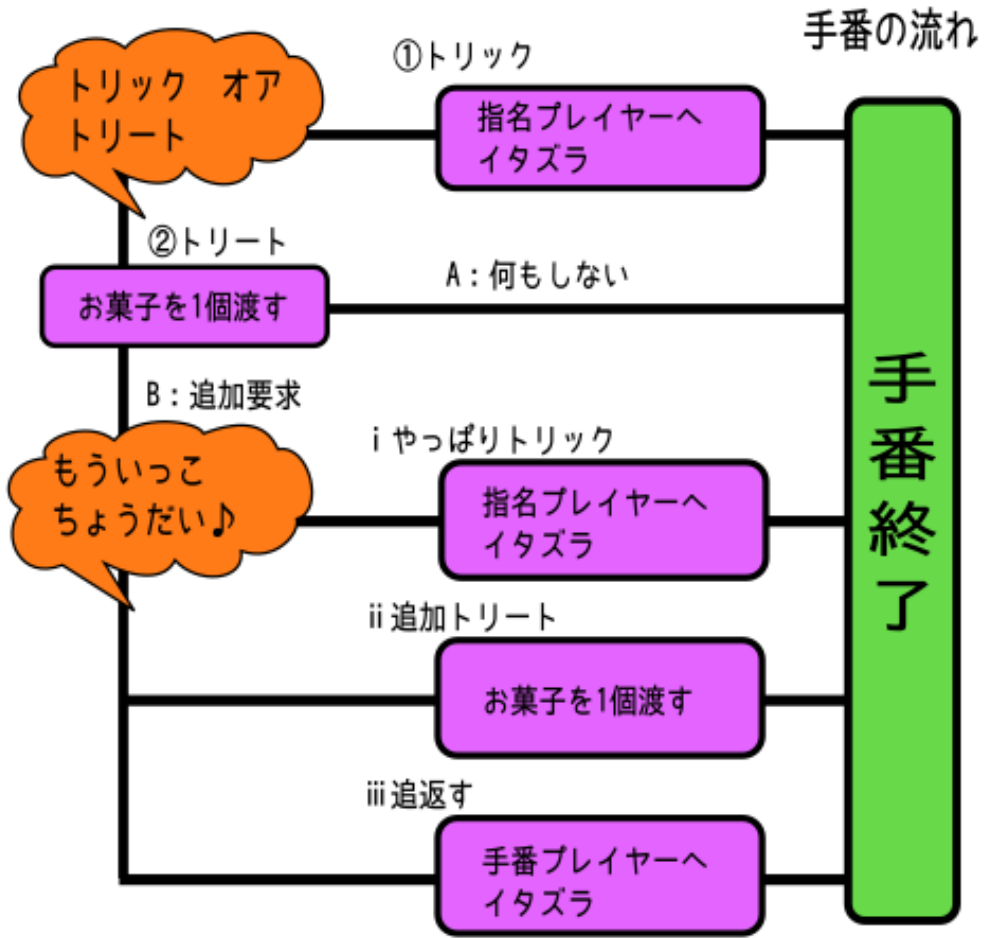 手番の流れ
トリック　オア
トリート
①トリック
指名プレイヤーへ
イタズラ
②トリート
お菓子を1個渡す
A：何もしない
B：追加要求
もういっこ
ちょうだい♪
ⅰやっぱりトリック
指名プレイヤーへ
イタズラ
ⅱ追加トリート
お菓子を1個渡す
ⅲ追返す
手番プレイヤーへ
イタズラ
手番終了